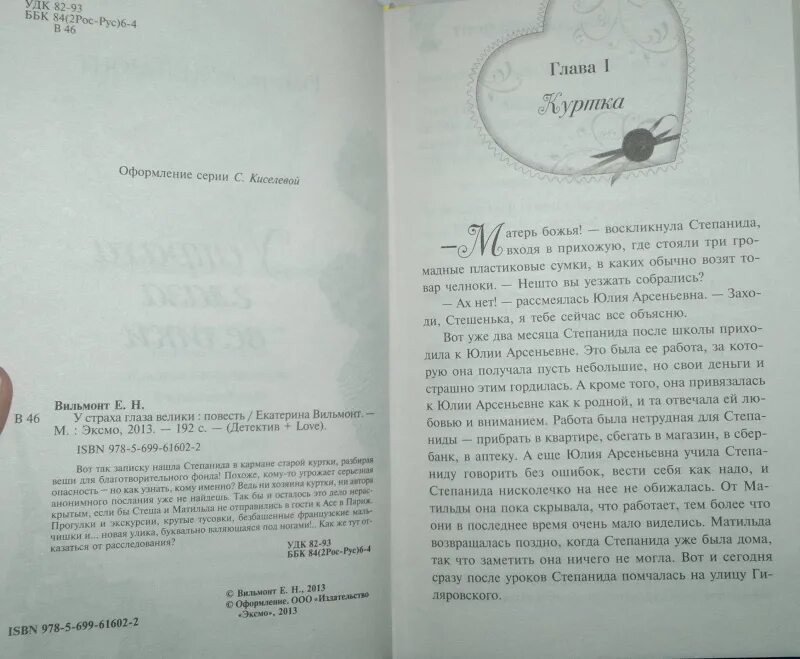 УДК 82-93
ББК 84(2Рос-Рус)6-4
В 46
Оформление серии С. Киселевой
Вильмонт Е. Н.
В 46 У страха глаза велики : повесть / Екатерина Вильмонт. —
М. : Эксмо, 2013. — 192 с. — (Детектив + Love).
ISBN 978-5-699-61602-2
Вот так записку нашла Степанида в кармане старой куртки, разбирая
вещи для благотворительного фонда! Похоже, кому-то угрожает серьезная
опасность — но как узнать, кому именно? Ведь ни хозяина куртки, ни автора
анонимного послания уже не найдешь. Так бы и осталось это дело нерас-
крытым, если бы Стеша и Матильда не отправились в гости к Асе в Париж.
Прогулки и экскурсии, крутые тусовки, безбашенные французские маль-
чишки и... новая улика, буквально валяющаяся под ногами!.. Как же тут от-
казаться от расследования?
УДК 82-93
ББК 84(2Рос-Рус)6-4
© Вильмонт Е. Н., 2013
© Оформление. ООО «Издательство
«Эксмо», 2013
ISBN 978-5-699-61602-2
Глава I
Куртка
— Матерь божья! — воскликнула Степанида,
входя в прихожую, где стояли три гро-
мадные пластиковые сумки, в каких обычно возят то-
вар челноки. — Нешто вы уезжать собрались?
— Ах нет! — рассмеялась Юлия Арсеньевна. — Захо-
ди, Стешенька, я тебе сейчас все объясню.
Вот уже два месяца Степанида после школы прихо-
дила к Юлии Арсеньевне. Это была ее работа, за кото-
рую она получала пусть небольшие, но свои деньги и
страшно этим гордилась. А кроме того, она привязалась
к Юлии Арсеньевне как к родной, и та отвечала ей лю-
бовью и вниманием. Работа была нетрудная для Степа-
ниды — прибрать в квартире, сбегать в магазин, в сбер-
банк, в аптеку. А еще Юлия Арсеньевна учила Степа-
ниду говорить без ошибок, вести себя как надо, и
Степанида нисколечко на нее не обижалась. От Ма-
тильды она пока скрывала, что работает, тем более что
они в последнее время очень мало виделись. Матильда
возвращалась поздно, когда Степанида уже была дома,
так что заметить она ничего не могла. Вот и сегодня
сразу после уроков Степанида помчалась на улицу Ги-
ляровского.